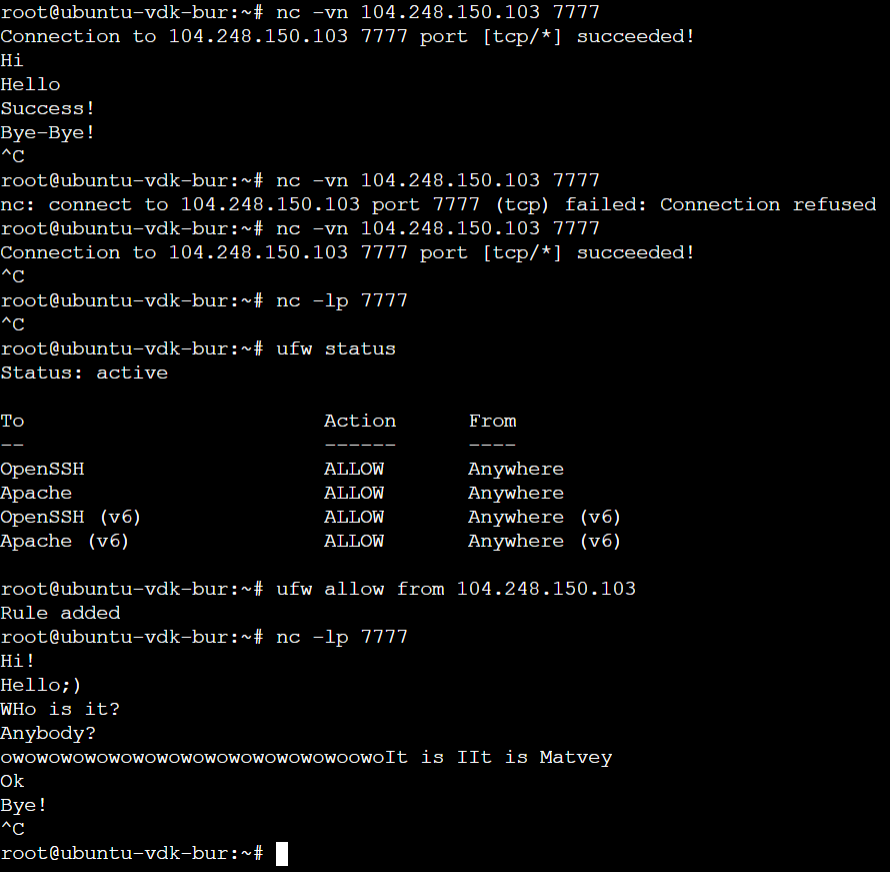 root@ubuntu-vdk-bur:~# nc -vn 104.248.150.103 7777
Connection to 104.248.150.103 7777 port [tcp/*] succeeded!
Hi
Hello
Success!
Bye-Bye!
^C
root@ubuntu-vdk-bur:~# nc -vn 104.248.150.103 7777
nc: connect to 104.248.150.103 port 7777 (tcp) failed: Connection refused
root@ubuntu-vdk-bur:~# nc -vn 104.248.150.103 7777
Connection to 104.248.150.103 7777 port [tcp/*] succeeded!
^C
root@ubuntu-vdk-bur:~# nc -lp 7777
^C
root@ubuntu-vdk-bur:~# ufw status
Status: active

To                         Action      From
--                         ------      ----
OpenSSH                    ALLOW       Anywhere
Apache                     ALLOW       Anywhere
OpenSSH (v6)               ALLOW       Anywhere (v6)
Apache (v6)                ALLOW       Anywhere (v6)

root@ubuntu-vdk-bur:~# ufw allow from 104.248.150.103
Rule added
root@ubuntu-vdk-bur:~# nc -lp 7777
Hi!
Hello;)
WHo is it?
Anybody?
owowowowowowowowowowowowowowoowoIt is IIt is Matvey
Ok
Bye!
^C
root@ubuntu-vdk-bur:~#